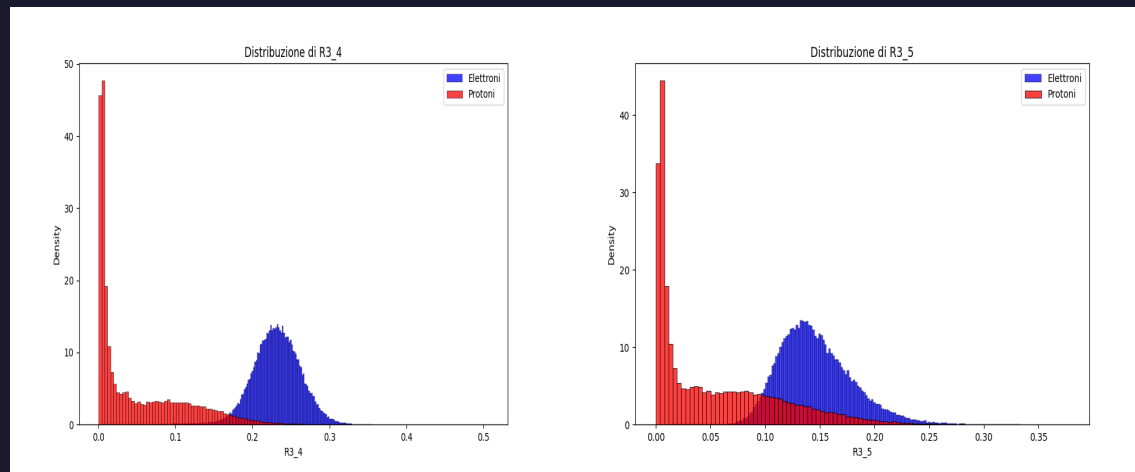 Distribuzione di R3_4
50
40
30
20
10
0
Density
0.0 0.1 0.2 0.3 0.4 0.5
R3_4
Elettroni
Protoni
Distribuzione di R3_5
40
30
20
10
0
Density
0.00 0.05 0.10 0.15 0.20 0.25 0.30 0.35
R3_5
Elettroni
Protoni